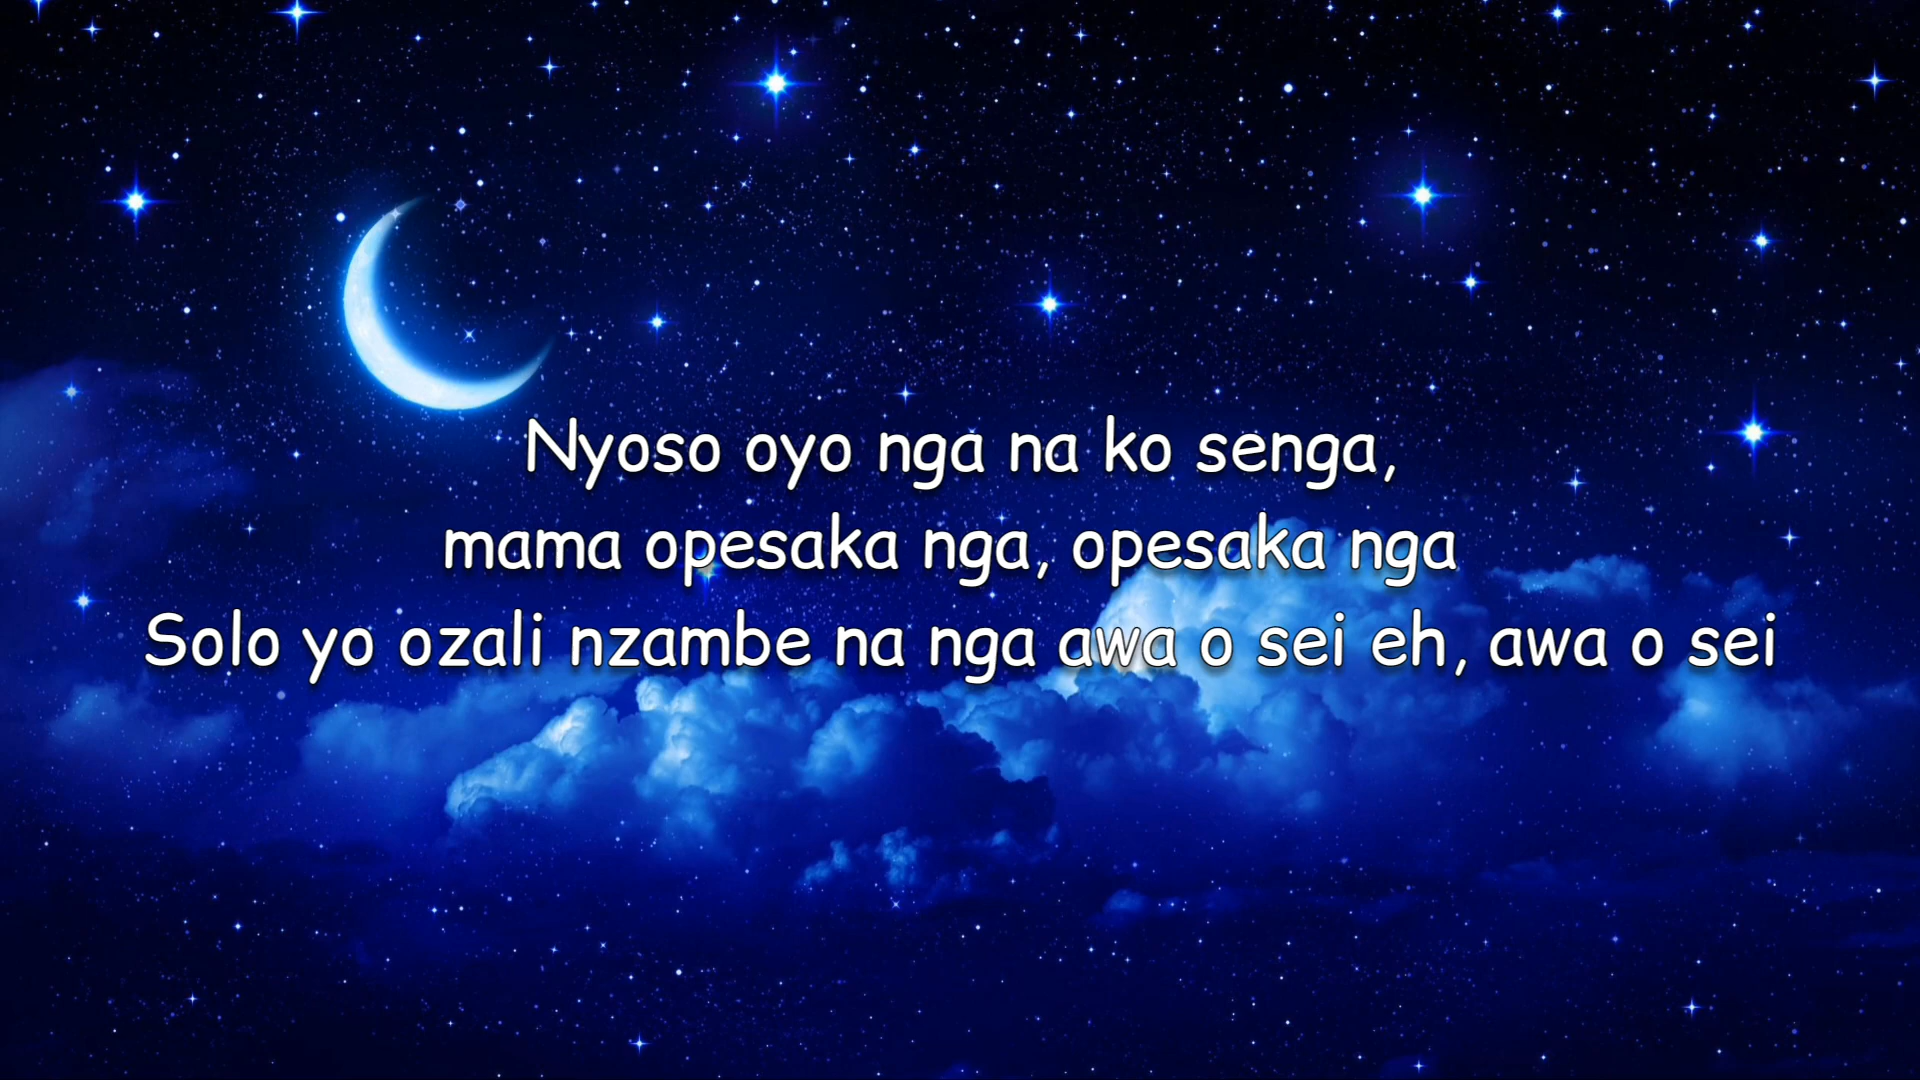 Nyoso oyo nga na ko senga,
mama opesaka nga, opesaka nga
Solo yo ozali nzambe na nga awa o sei eh, awa o sei